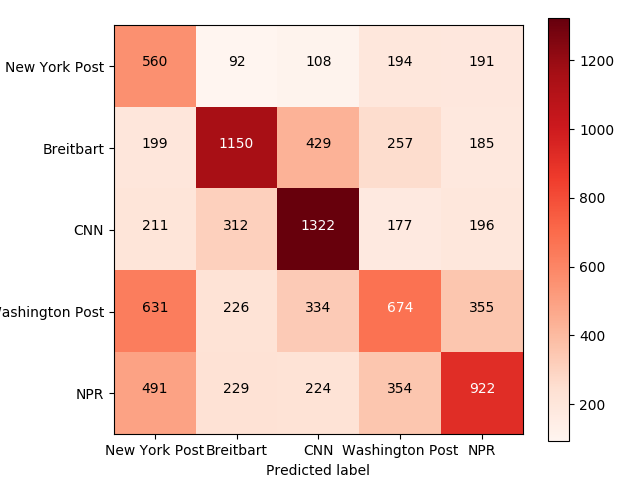 New York Post 560 92 108 194 191
Breitbart 199 1150 429 257 185
CNN 211 312 1322 177 196
ashington Post 631 226 334 674 355
NPR 491 229 224 354 922
New York Post Breitbart CNN Washington Post NPR
Predicted label
1200
1000
800
600
400
200